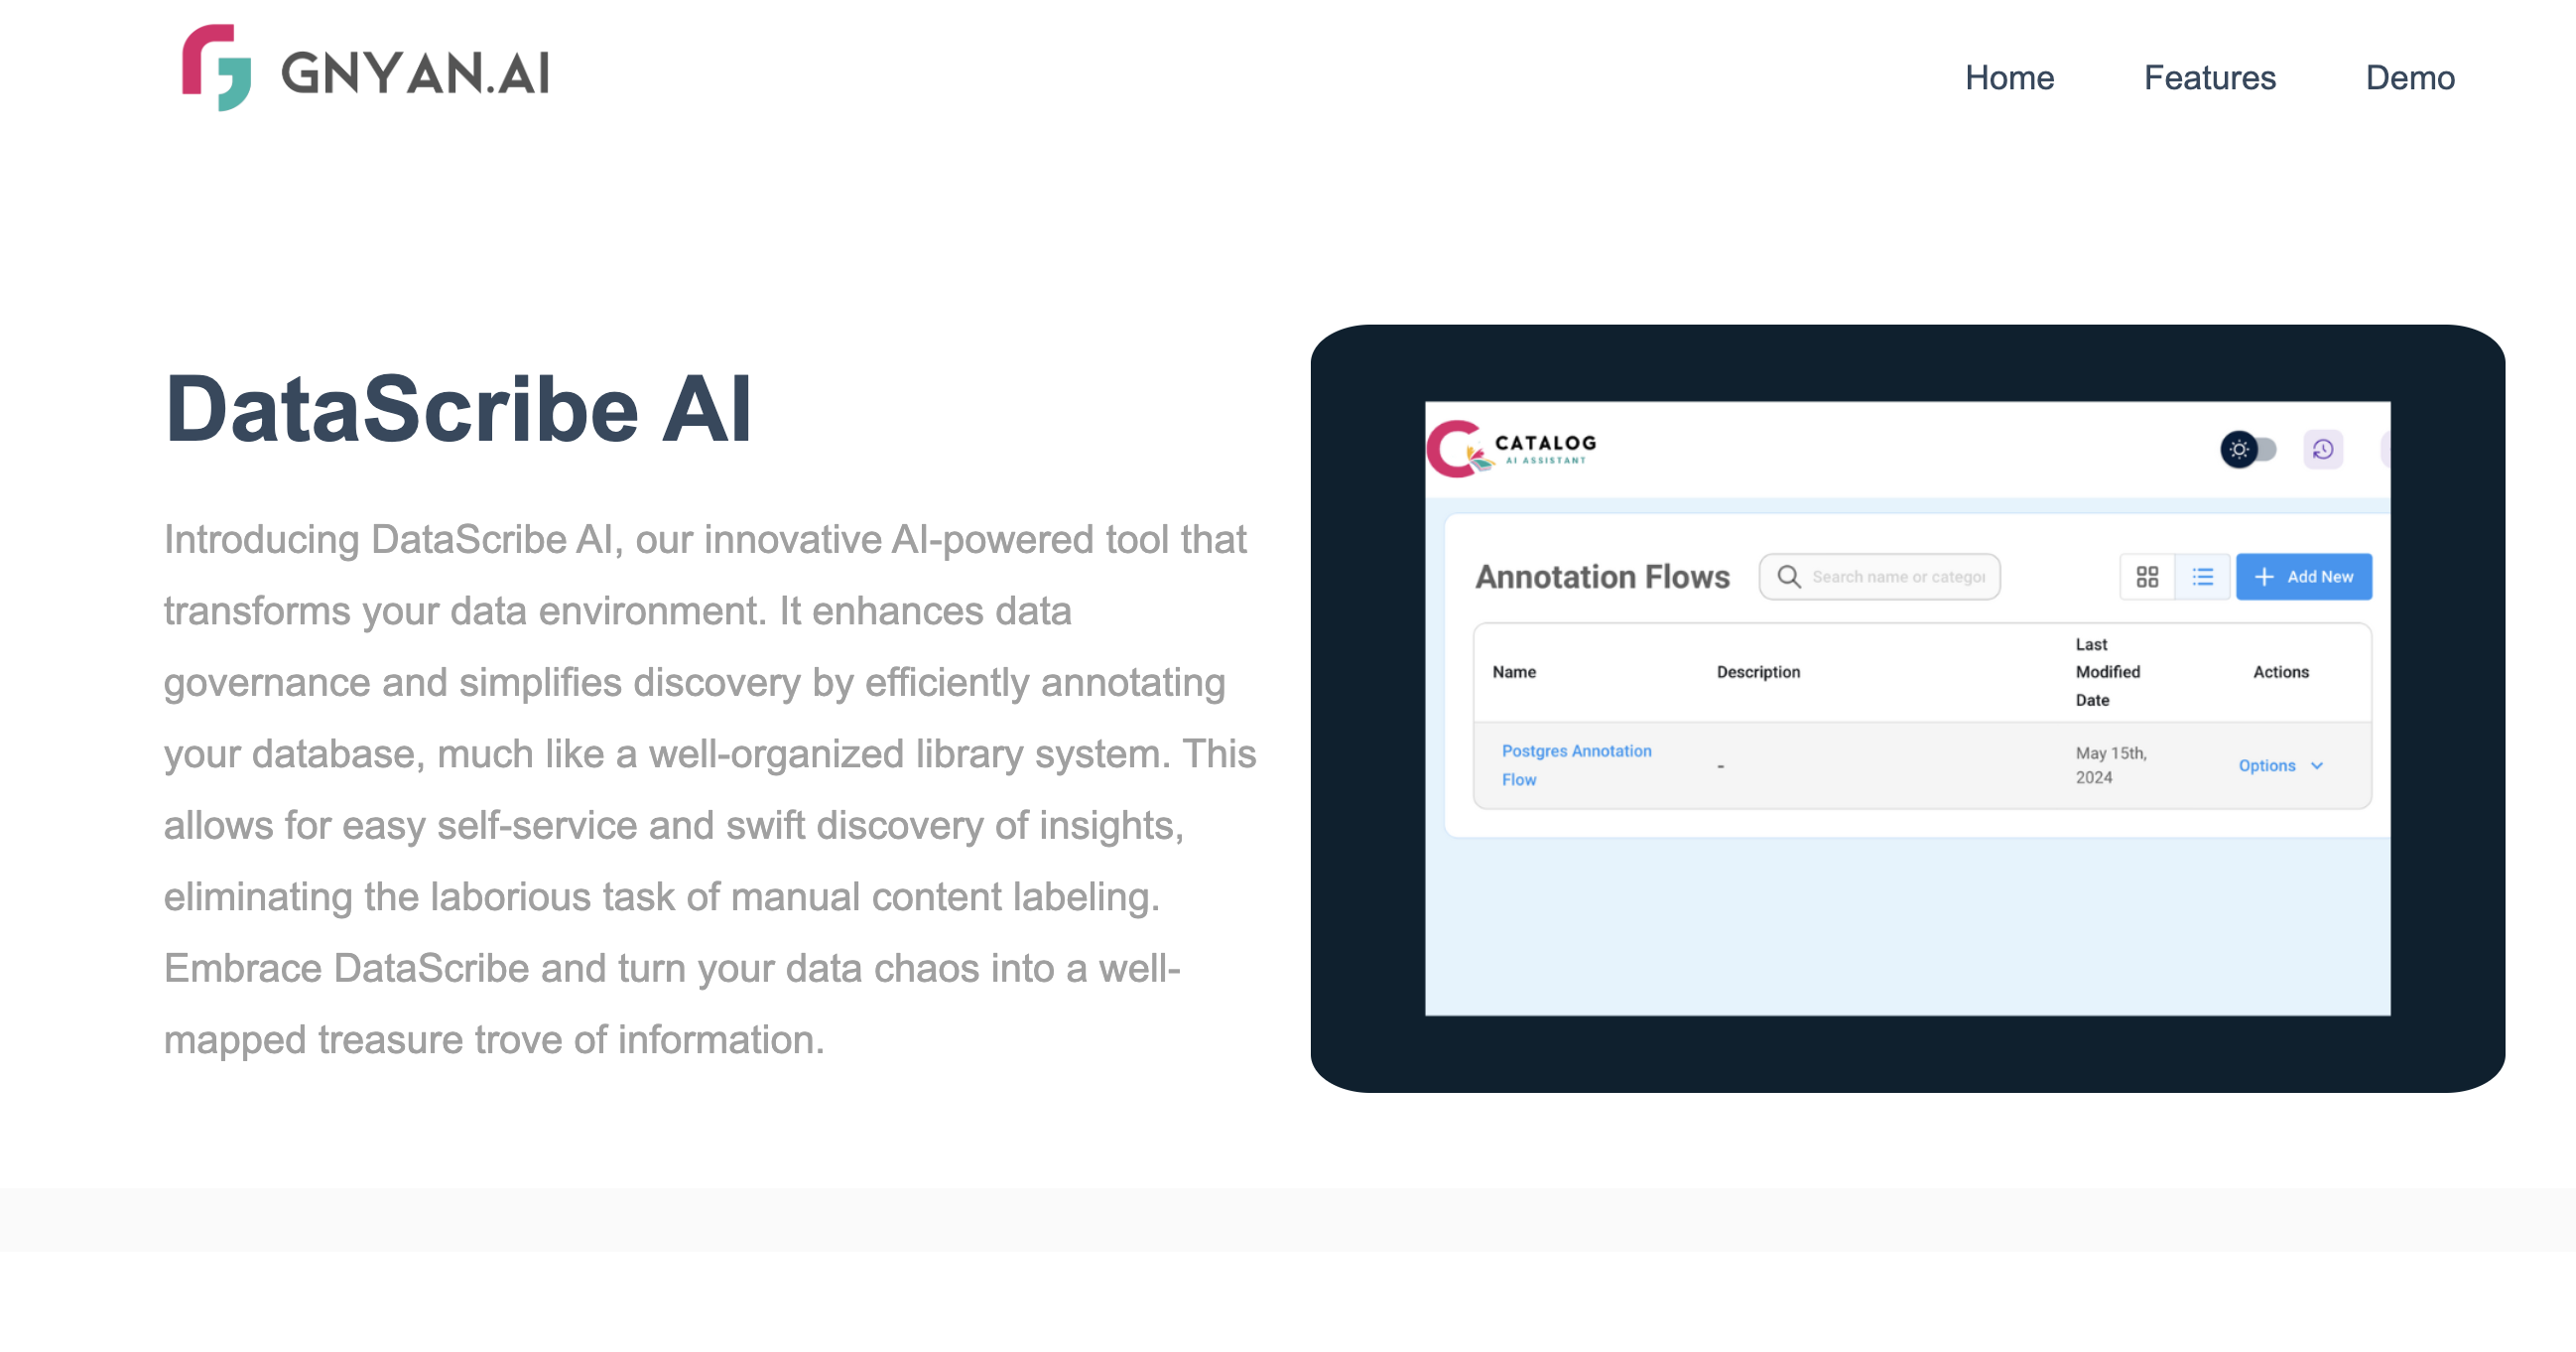 GNYAN.AI
Home Features Demo
DataScribe AI
Introducing DataScribe AI, our innovative AI-powered tool that
transforms your data environment. It enhances data
governance and simplifies discovery by efficiently annotating
your database, much like a well-organized library system. This
allows for easy self-service and swift discovery of insights,
eliminating the laborious task of manual content labeling.
Embrace DataScribe and turn your data chaos into a well-
mapped treasure trove of information.
CATALOG
AI ASSISTANT
Annotation Flows
Search name or categor
Add New
Name Description Last Modified Date Actions
Postgres Annotation
Flow
-
May 15th,
2024
Options